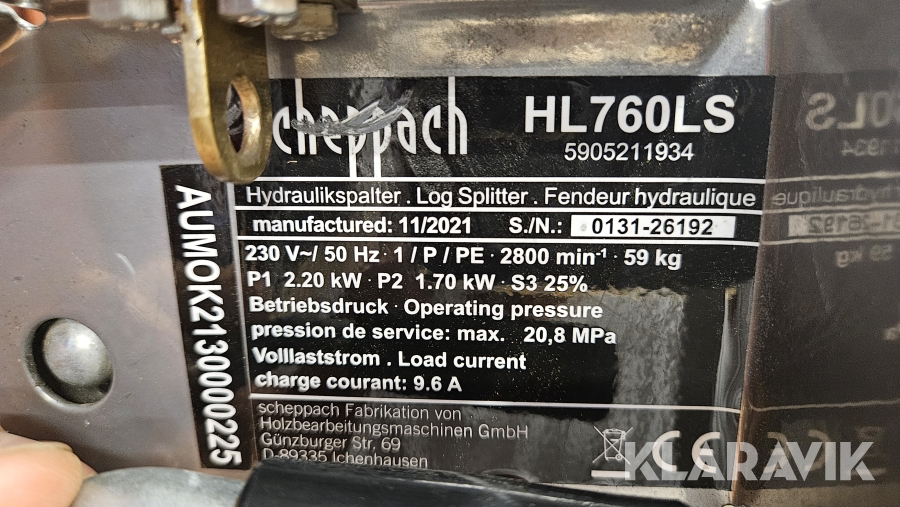 scheppach
HL760LS
5905211934
Hydraulikspalter . Log Splitter . Fendeur hydraulique
manufactured: 11/2021 S./N.: 0131-26192
230 V~/ 50 Hz · 1 / P / PE · 2800 min-1 · 59 kg
P1 2.20 kW · P2 1.70 kW · S3 25%
Betriebsdruck · Operating pressure
pression de service: max. 20,8 MPa
Volllaststrom . Load current
charge courant: 9.6 A
scheppach Fabrikation von
Holzbearbeitungsmaschinen GmbH
Günzburger Str. 69
D-89335 Ichenhausen
CE
AUMOK2130000225
KLARAVIK